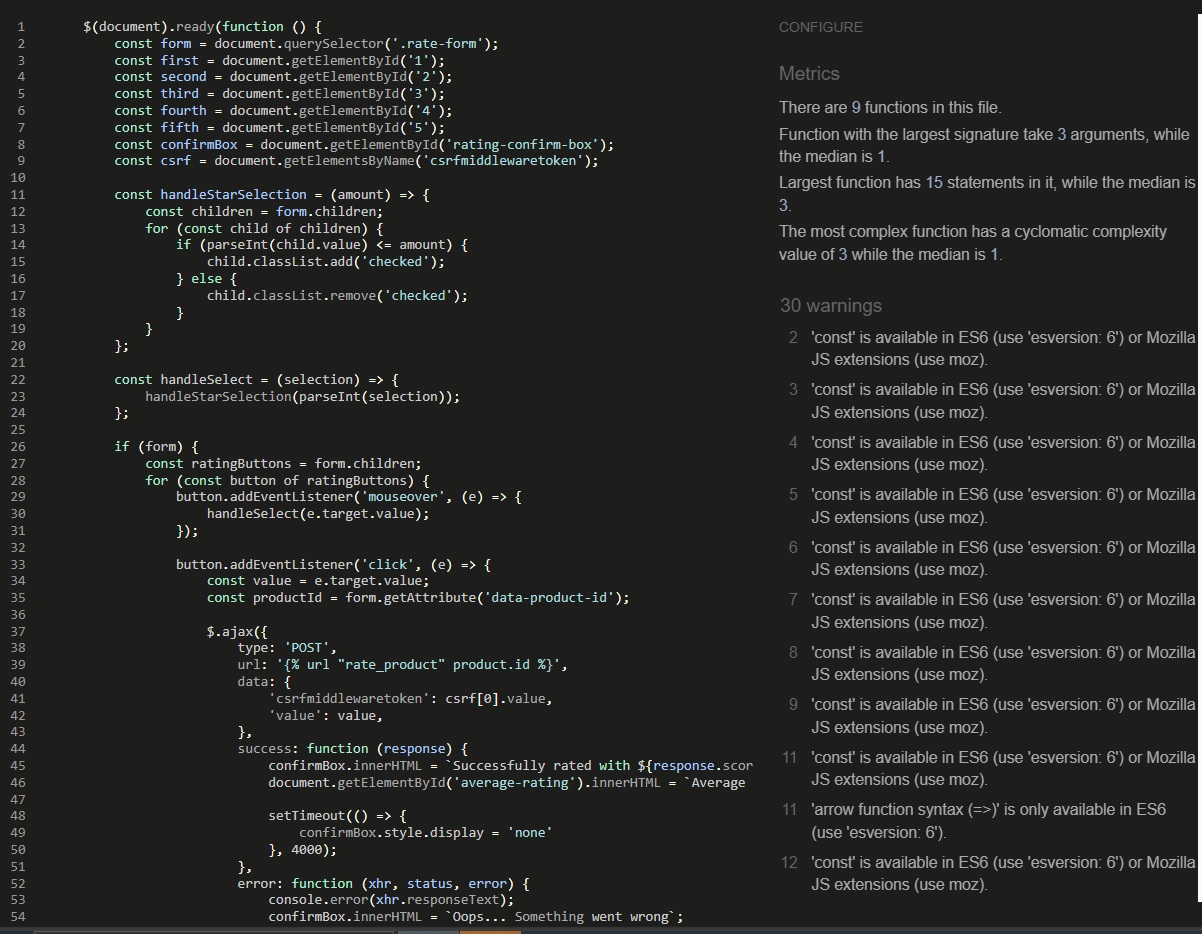 1 $(document).ready(function () {
2 const form = document.querySelector('.rate-form');
3 const first = document.getElementById('1');
4 const second = document.getElementById('2');
5 const third = document.getElementById('3');
6 const fourth = document.getElementById('4');
7 const fifth = document.getElementById('5');
8 const confirmBox = document.getElementById('rating-confirm-box');
9 const csrf = document.getElementsByName('csrfmiddlewaretoken');
10
11 const handleStarSelection = (amount) => {
12 const children = form.children;
13 for (const child of children) {
14 if (parseInt(child.value) <= amount) {
15 child.classList.add('checked');
16 } else {
17 child.classList.remove('checked');
18 }
19 }
20 };
21
22 const handleSelect = (selection) => {
23 handleStarSelection(parseInt(selection));
24 };
25
26 if (form) {
27 const ratingButtons = form.children;
28 for (const button of ratingButtons) {
29 button.addEventListener('mouseover', (e) => {
30 handleSelect(e.target.value);
31 });
32
33 button.addEventListener('click', (e) => {
34 const value = e.target.value;
35 const productId = form.getAttribute('data-product-id');
36
37 $.ajax({
38 type: 'POST',
39 url: '{% url "rate_product" product.id %}',
40 data: {
41 'csrfmiddlewaretoken': csrf[0].value,
42 'value': value,
43 },
44 success: function (response) {
45 confirmBox.innerHTML = `Successfully rated with ${response.scor
46 document.getElementById('average-rating').innerHTML = `Average
47
48 setTimeout(() => {
49 confirmBox.style.display = 'none'
50 }, 4000);
51 },
52 error: function (xhr, status, error) {
53 console.error(xhr.responseText);
54 confirmBox.innerHTML = `Oops... Something went wrong`;
CONFIGURE
Metrics
There are 9 functions in this file.
Function with the largest signature take 3 arguments, while
the median is 1.
Largest function has 15 statements in it, while the median is
3.
The most complex function has a cyclomatic complexity
value of 3 while the median is 1.
30 warnings
2 'const' is available in ES6 (use 'esversion: 6') or Mozilla
JS extensions (use moz).
3 'const' is available in ES6 (use 'esversion: 6') or Mozilla
JS extensions (use moz).
4 'const' is available in ES6 (use 'esversion: 6') or Mozilla
JS extensions (use moz).
5 'const' is available in ES6 (use 'esversion: 6') or Mozilla
JS extensions (use moz).
6 'const' is available in ES6 (use 'esversion: 6') or Mozilla
JS extensions (use moz).
7 'const' is available in ES6 (use 'esversion: 6') or Mozilla
JS extensions (use moz).
8 'const' is available in ES6 (use 'esversion: 6') or Mozilla
JS extensions (use moz).
9 'const' is available in ES6 (use 'esversion: 6') or Mozilla
JS extensions (use moz).
11 'const' is available in ES6 (use 'esversion: 6') or Mozilla
JS extensions (use moz).
11 'arrow function syntax (=>)' is only available in ES6
(use 'esversion: 6').
12 'const' is available in ES6 (use 'esversion: 6') or Mozilla
JS extensions (use moz).